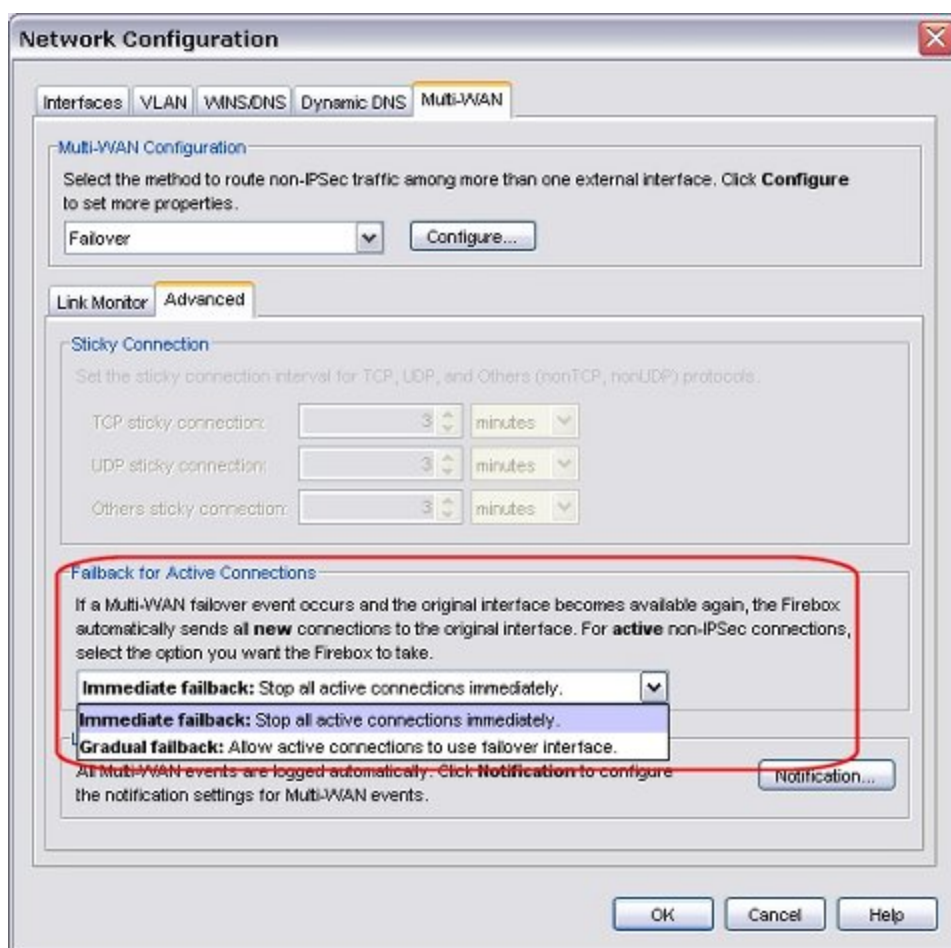 Network Configuration
Interfaces VLAN WINS/DNS Dynamic DNS Multi-WAN
Multi-WAN Configuration
Select the method to route non-IPSec traffic among more than one external interface. Click Configure
to set more properties.
Failover Configure...
Link Monitor Advanced
Sticky Connection
Set the sticky connection interval for TCP, UDP, and Others (nonTCP, nonUDP) protocols.
TCP sticky connection: 3 minutes
UDP sticky connection: 3 minutes
Others sticky connection: 3 minutes
Failback for Active Connections
If a Multi-WAN failover event occurs and the original interface becomes available again, the Firebox
automatically sends all new connections to the original interface. For active non-IPSec connections,
select the option you want the Firebox to take.
Immediate failback: Stop all active connections immediately.
Immediate failback: Stop all active connections immediately.
Gradual failback: Allow active connections to use failover interface.
All Multi-WAN events are logged automatically. Click Notification to configure
the notification settings for Multi-WAN events.
Notification...
OK Cancel Help